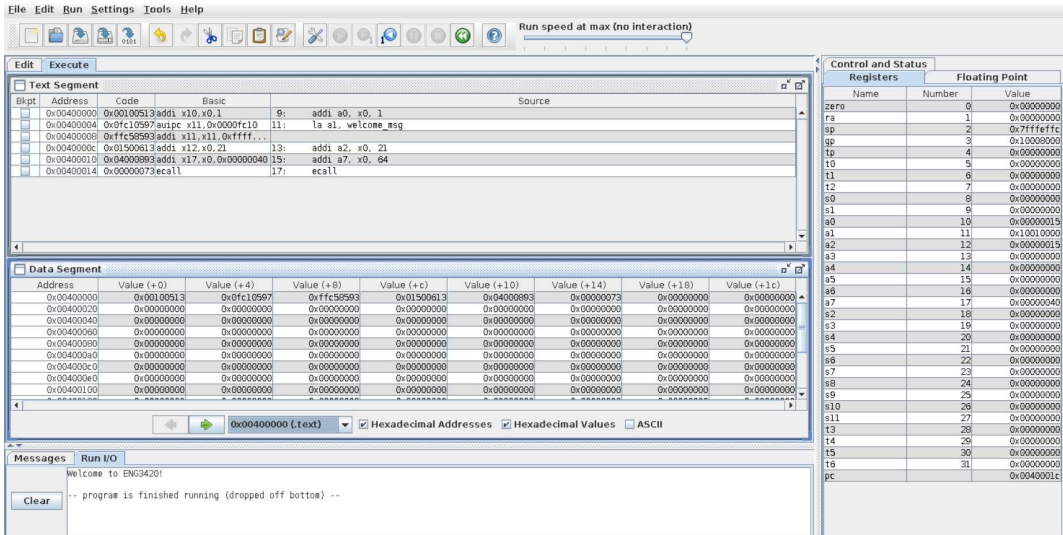 File Edit Run Settings Tools Help
Run speed at max (no interaction)
Edit Execute
Text Segment
Bkpt Address Code Basic Source
0x00400000 0x00100513 addi x10,x0,1 9: addi a0, x0, 1
0x00400004 0x0fc10597 auipc x11,0x0000fc10 11: la a1, welcome_msg
0x00400008 0xffc58593 addi x11,x11,0xffff...
0x0040000c 0x01500613 addi x12,x0,21 13: addi a2, x0, 21
0x00400010 0x04000893 addi x17,x0,0x00000040 15: addi a7, x0, 64
0x00400014 0x00000073 ecall 17: ecall
Data Segment
Address Value (+0) Value (+4) Value (+8) Value (+c) Value (+10) Value (+14) Value (+18) Value (+1c)
0x00400000 0x00100513 0x0fc10597 0xffc58593 0x01500613 0x04000893 0x00000073 0x00000000 0x00000000
0x00400020 0x00000000 0x00000000 0x00000000 0x00000000 0x00000000 0x00000000 0x00000000 0x00000000
0x00400040 0x00000000 0x00000000 0x00000000 0x00000000 0x00000000 0x00000000 0x00000000 0x00000000
0x00400060 0x00000000 0x00000000 0x00000000 0x00000000 0x00000000 0x00000000 0x00000000 0x00000000
0x00400080 0x00000000 0x00000000 0x00000000 0x00000000 0x00000000 0x00000000 0x00000000 0x00000000
0x004000a0 0x00000000 0x00000000 0x00000000 0x00000000 0x00000000 0x00000000 0x00000000 0x00000000
0x004000c0 0x00000000 0x00000000 0x00000000 0x00000000 0x00000000 0x00000000 0x00000000 0x00000000
0x004000e0 0x00000000 0x00000000 0x00000000 0x00000000 0x00000000 0x00000000 0x00000000 0x00000000
0x00400100 0x00000000 0x00000000 0x00000000 0x00000000 0x00000000 0x00000000 0x00000000 0x00000000
0x00400000 (.text) Hexadecimal Addresses Hexadecimal Values ASCII
Messages Run I/O
Clear
Welcome to ENG3420!
-- program is finished running (dropped off bottom) --
Control and Status
Registers Floating Point
Name Number Value
zero 0 0x00000000
ra 1 0x00000000
sp 2 0x7fffeffc
gp 3 0x10008000
tp 4 0x00000000
t0 5 0x00000000
t1 6 0x00000000
t2 7 0x00000000
s0 8 0x00000000
s1 9 0x00000000
a0 10 0x00000015
a1 11 0x10010000
a2 12 0x00000015
a3 13 0x00000000
a4 14 0x00000000
a5 15 0x00000000
a6 16 0x00000000
a7 17 0x00000040
s2 18 0x00000000
s3 19 0x00000000
s4 20 0x00000000
s5 21 0x00000000
s6 22 0x00000000
s7 23 0x00000000
s8 24 0x00000000
s9 25 0x00000000
s10 26 0x00000000
s11 27 0x00000000
t3 28 0x00000000
t4 29 0x00000000
t5 30 0x00000000
t6 31 0x00000000
pc 0x0040001c